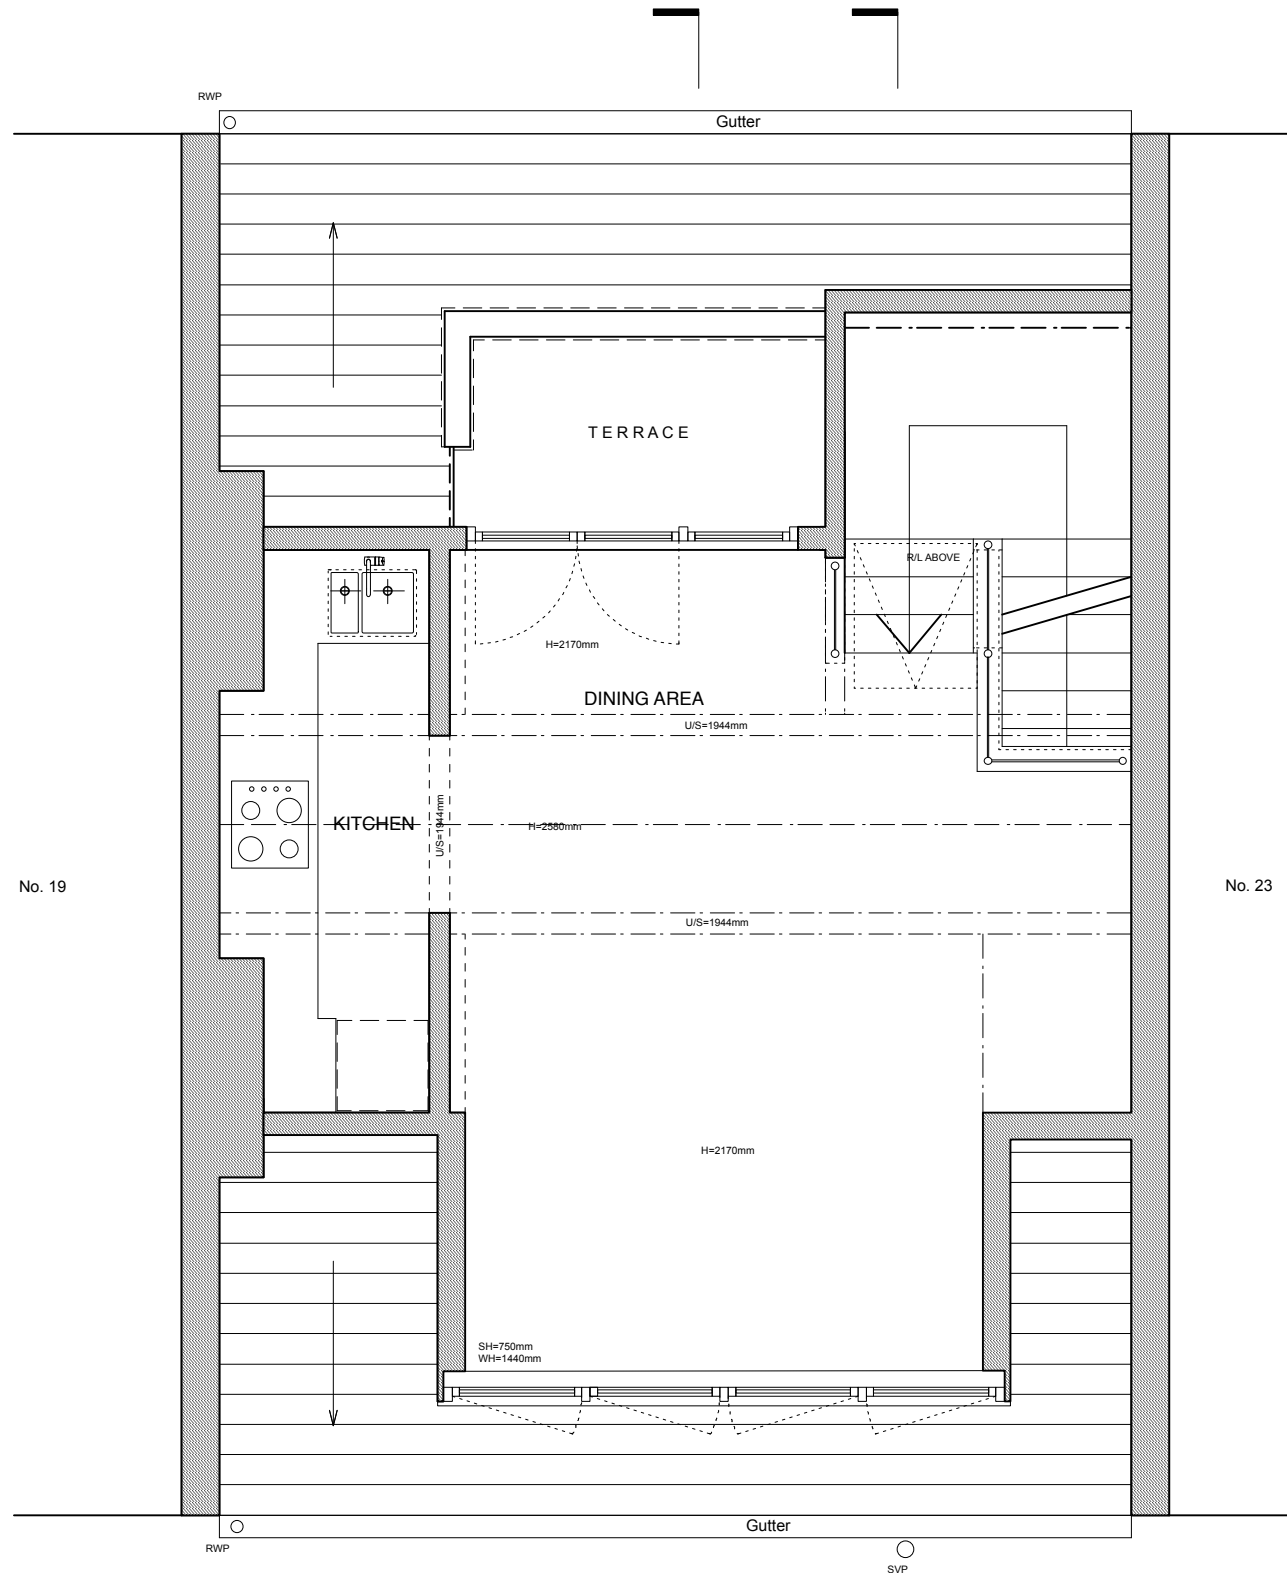 RWP
Gutter
TERRACE
R/L ABOVE
H=2170mm
DINING AREA
U/S=1944mm
KITCHEN
U/S=1944mm
H=2580mm
No. 19
No. 23
U/S=1944mm
H=2170mm
SH=750mm
WH=1440mm
Gutter
RWP
SVP